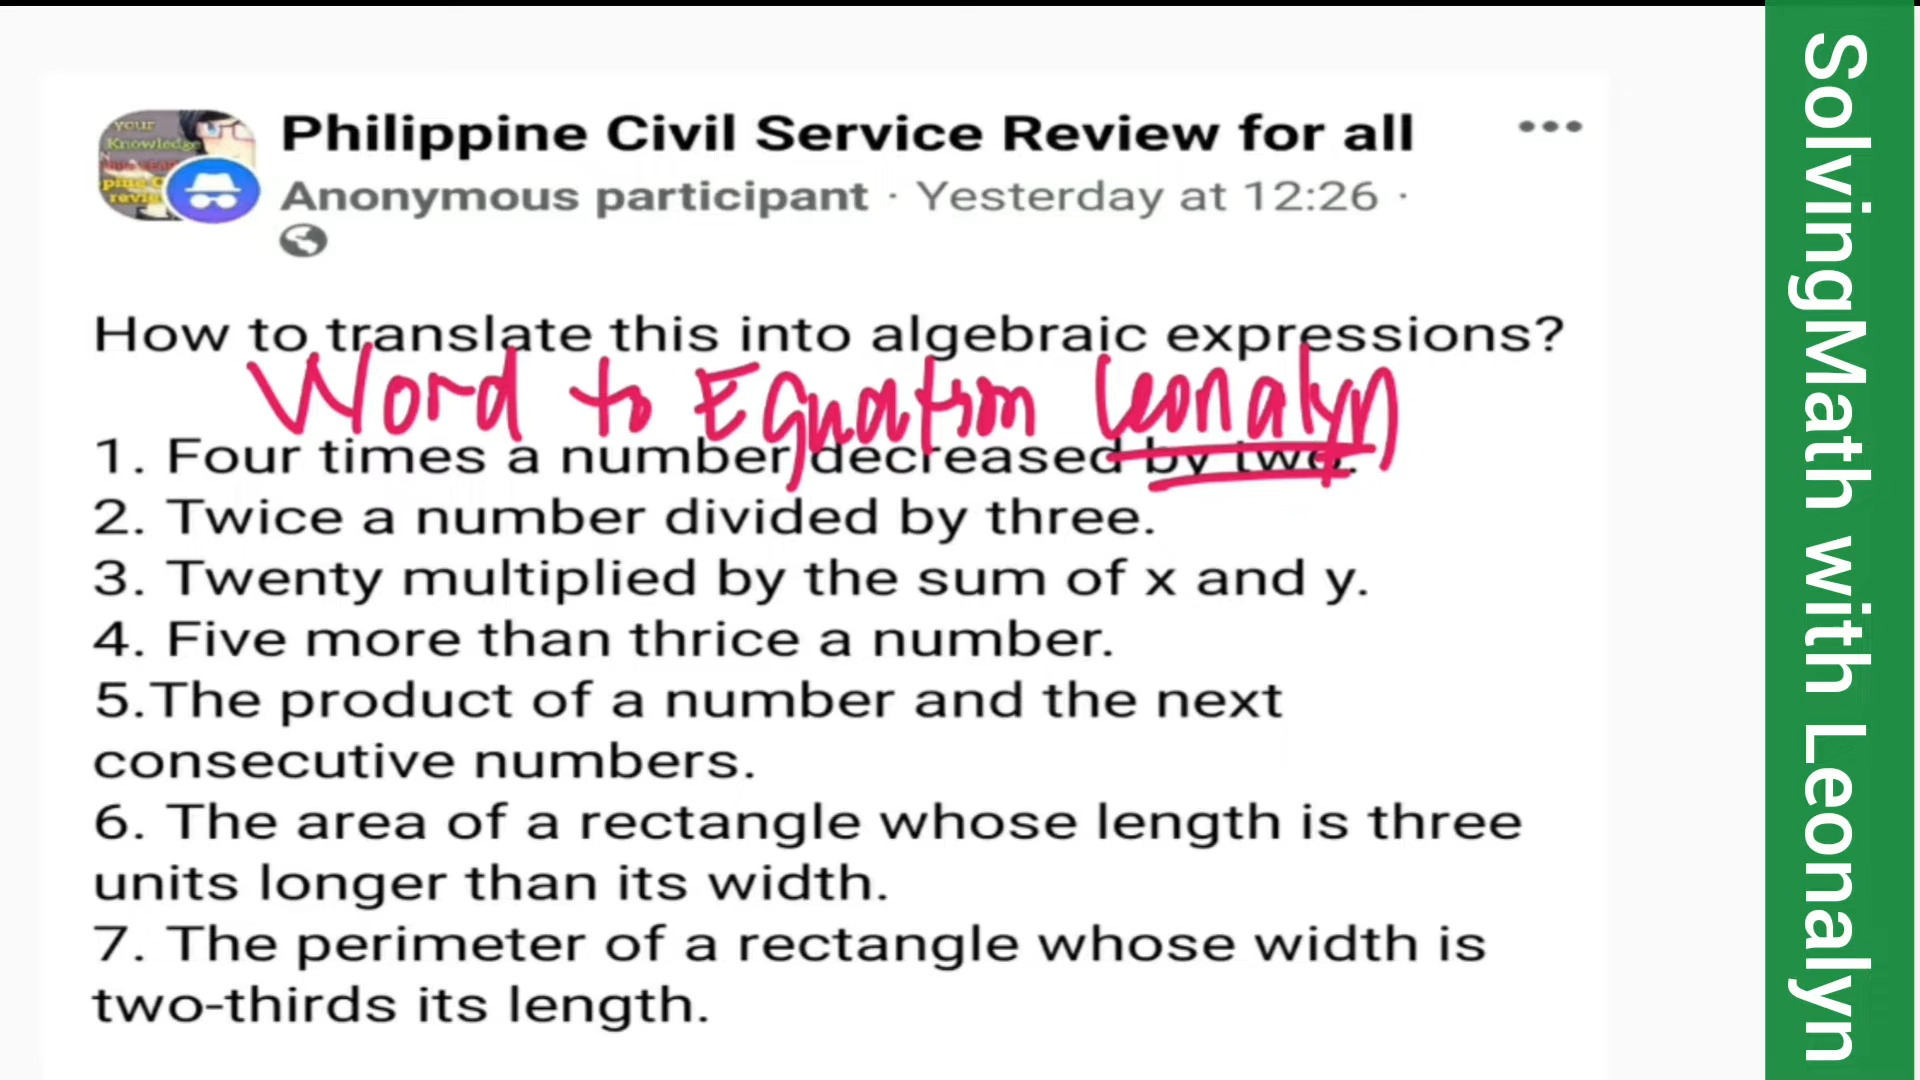 your
Knowledge
Philippine Civil Service Review for all
Anonymous participant · Yesterday at 12:26 ·
How to translate this into algebraic expressions?
Word to Equation Leonalyn
1. Four times a number decreased by two.
2. Twice a number divided by three.
3. Twenty multiplied by the sum of x and y.
4. Five more than thrice a number.
5.The product of a number and the next
consecutive numbers.
6. The area of a rectangle whose length is three
units longer than its width.
7. The perimeter of a rectangle whose width is
two-thirds its length.
SolvingMath with Leonalyn